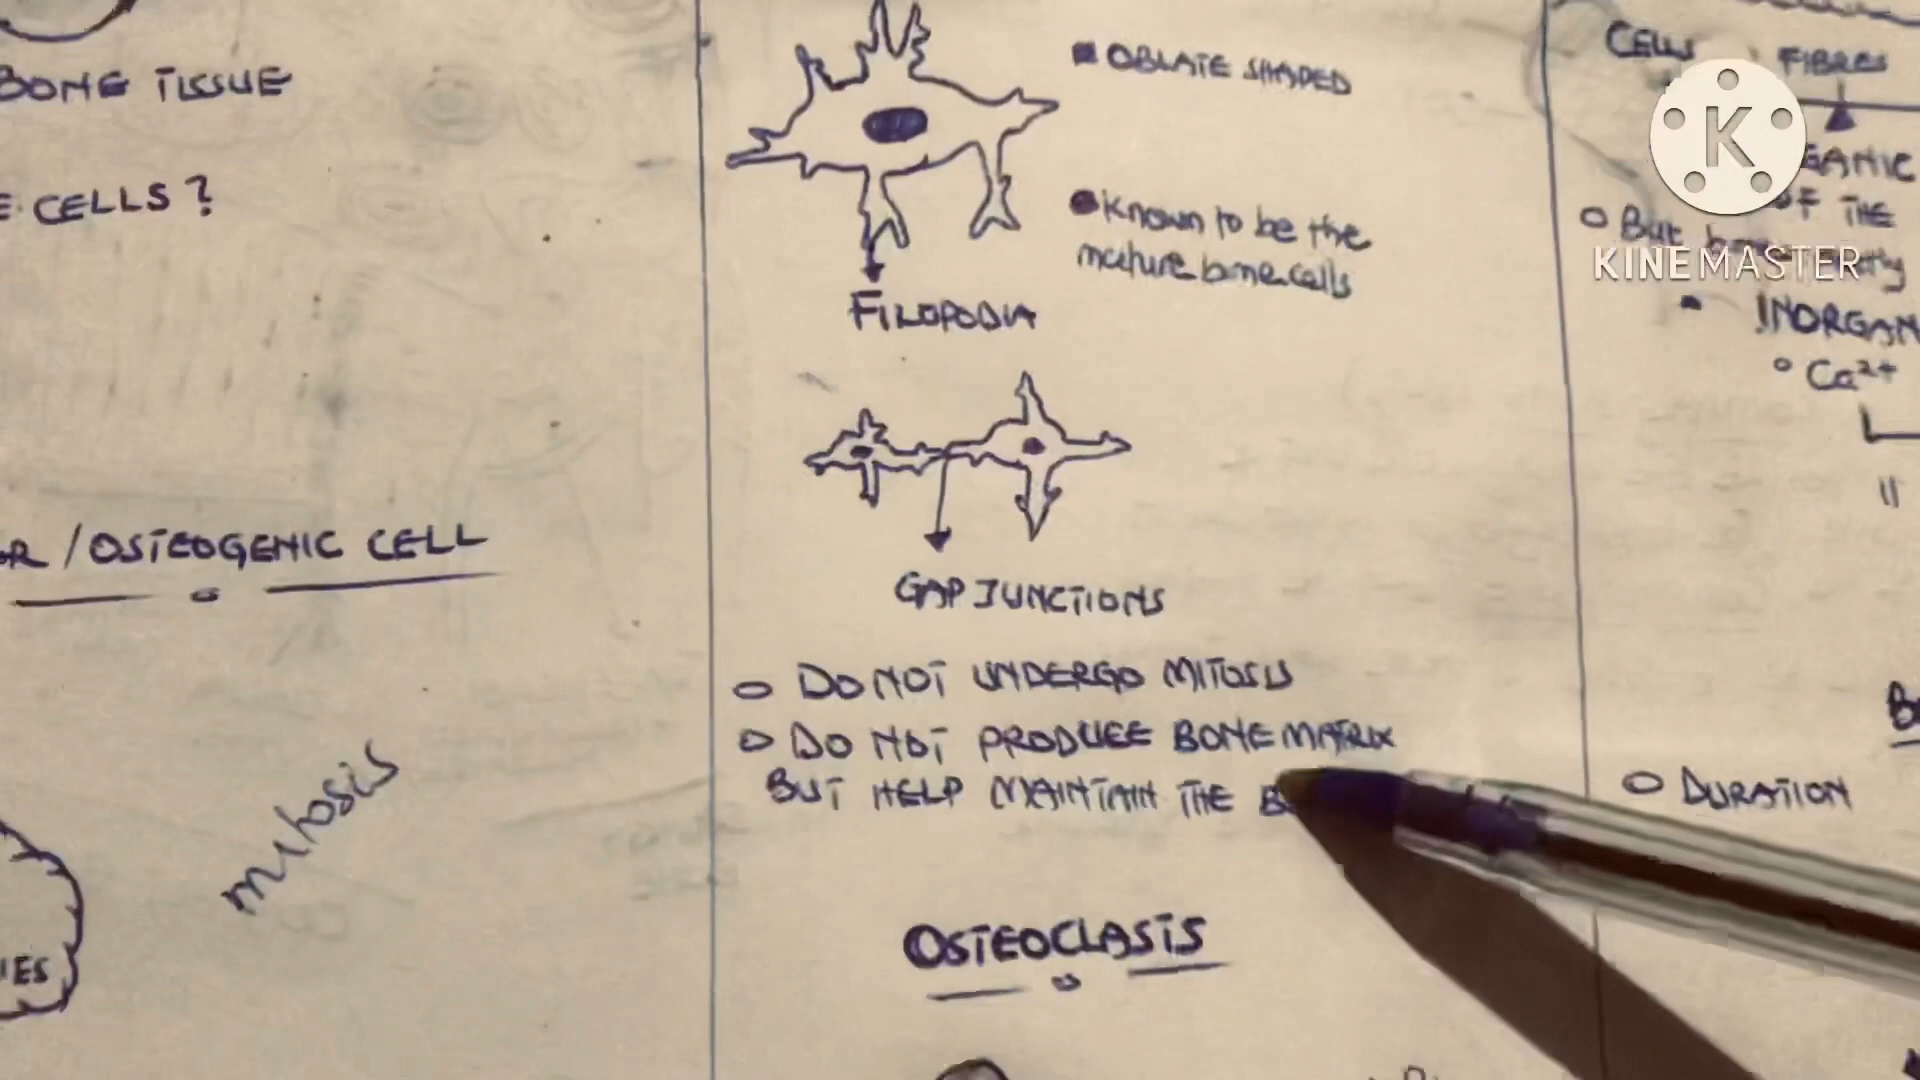 BONE TISSUE
CELLS?
/OSTEOGENIC CELL
mitosis
IES
OBLATE SHAPED
Known to be the
mature bone cells
FILOPODIA
GAP JUNCTIONS
DO NOT UNDERGO MITOSIS
DO NOT PRODUCE BONE MATRIX
BUT HELP MAINTAIN THE B
OSTEOCLASTS
CELLS FIBRES
GANIC
OF THE
But
INORGAN
Ca²⁺
DURATION
K
KINEMASTER